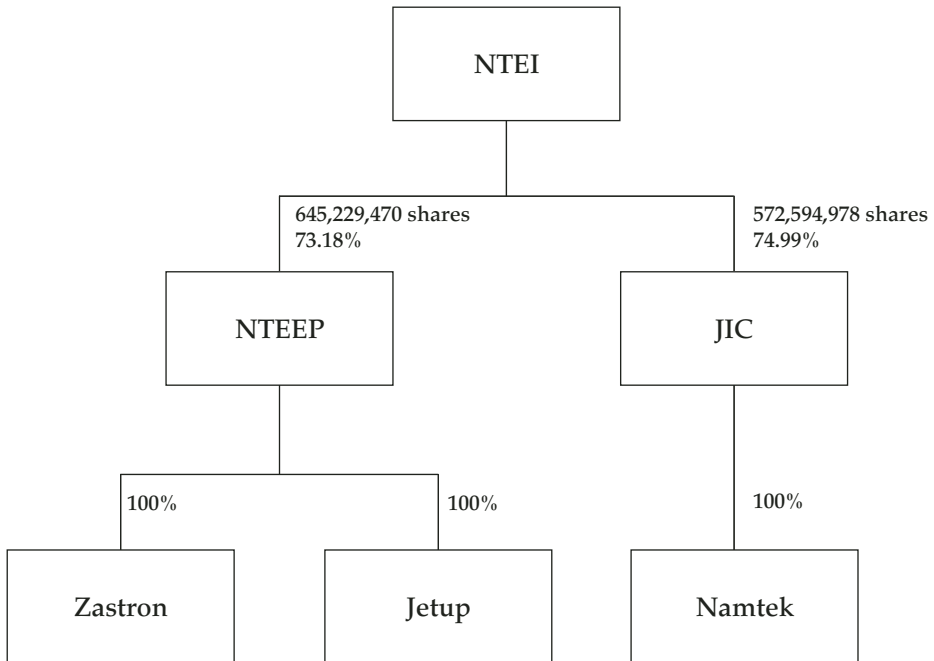 NTEI
645,229,470 shares
73.18%
572,594,978 shares
74.99%
NTEEP
JIC
100%
100%
100%
Zastron
Jetup
Namtek